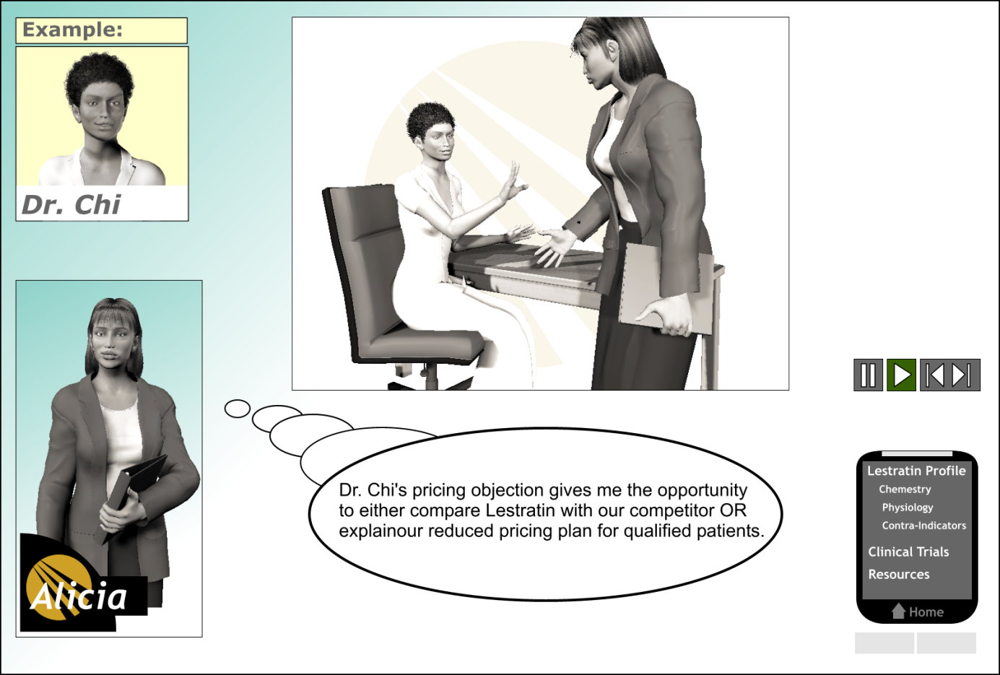 Example:
Dr. Chi
Alicia
Dr. Chi's pricing objection gives me the opportunity
to either compare Lestratin with our competitor OR
explainour reduced pricing plan for qualified patients.
Lestratin Profile
Chemestry
Physiology
Contra-Indicators
Clinical Trials
Resources
Home